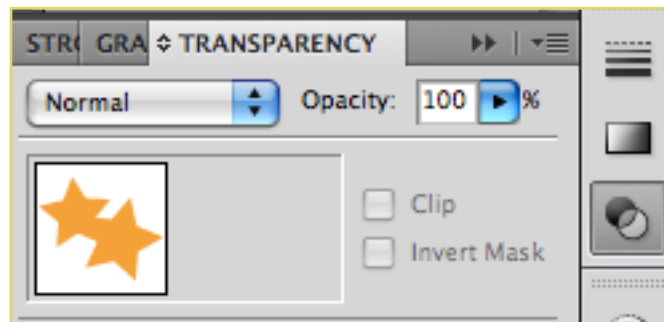 STR GRA TRANSPARENCY
Normal Opacity: 100 %
Clip
Invert Mask